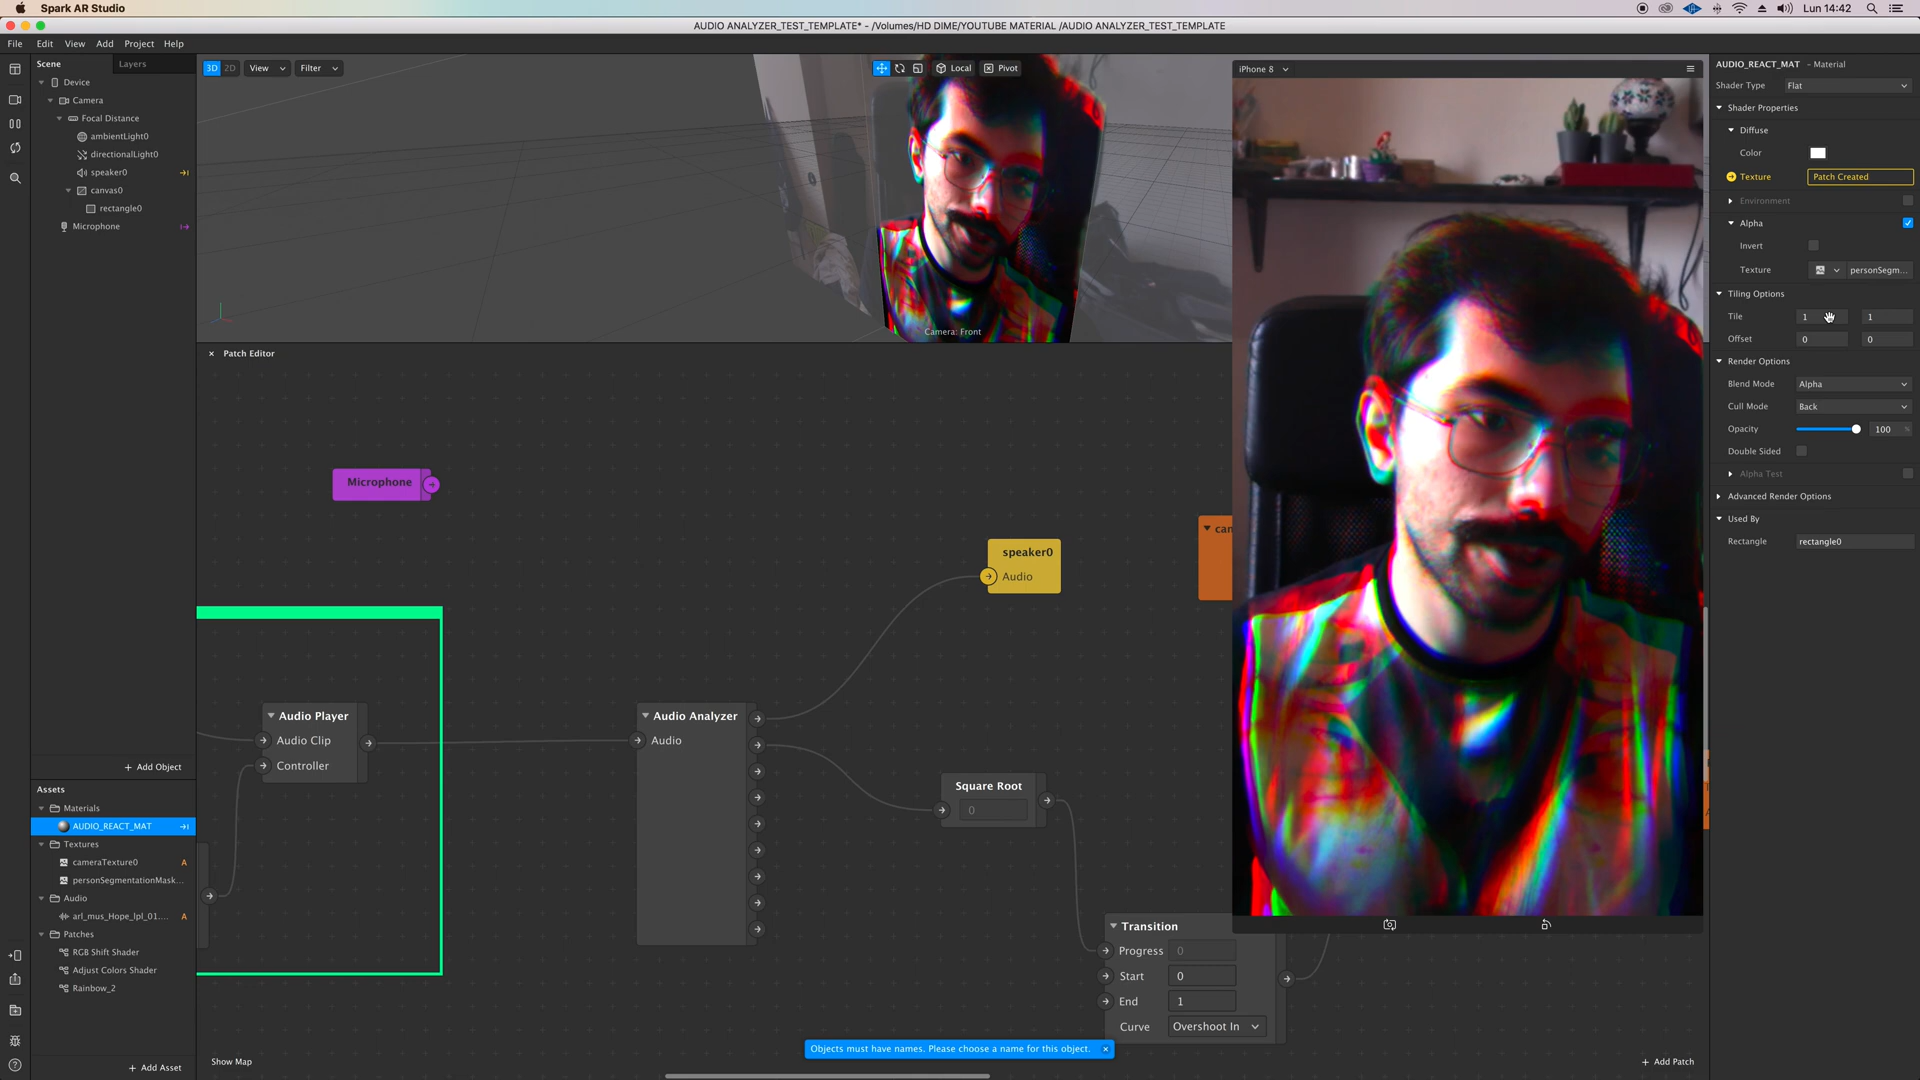 Spark AR Studio
Lun 14:42
AUDIO ANALYZER_TEST_TEMPLATE* - /Volumes/HD DIME/YOUTUBE MATERIAL /AUDIO ANALYZER_TEST_TEMPLATE
File Edit View Add Project Help
Scene Layers
Device
Camera
Focal Distance
ambientLight0
directionalLight0
speaker0
canvas0
rectangle0
Microphone
+ Add Object
Assets
Materials
AUDIO_REACT_MAT
Textures
cameraTexture0 A
personSegmentationMask...
Audio
arl_mus_Hope_lpl_01.... A
Patches
RGB Shift Shader
Adjust Colors Shader
Rainbow_2
+ Add Asset
3D 2D View Filter
Local Pivot
Camera: Front
iPhone 8
Patch Editor
Microphone
speaker0
Audio
can
Audio Player
Audio Clip
Controller
Audio Analyzer
Audio
Square Root
0
Transition
Progress 0
Start 0
End 1
Curve Overshoot In
Objects must have names. Please choose a name for this object.
Show Map
+ Add Patch
AUDIO_REACT_MAT - Material
Shader Type Flat
Shader Properties
Diffuse
Color
Texture Patch Created
Environment
Alpha
Invert
Texture personSegm...
Tiling Options
Tile 1 1
Offset 0 0
Render Options
Blend Mode Alpha
Cull Mode Back
Opacity 100 %
Double Sided
Alpha Test
Advanced Render Options
Used By
Rectangle rectangle0